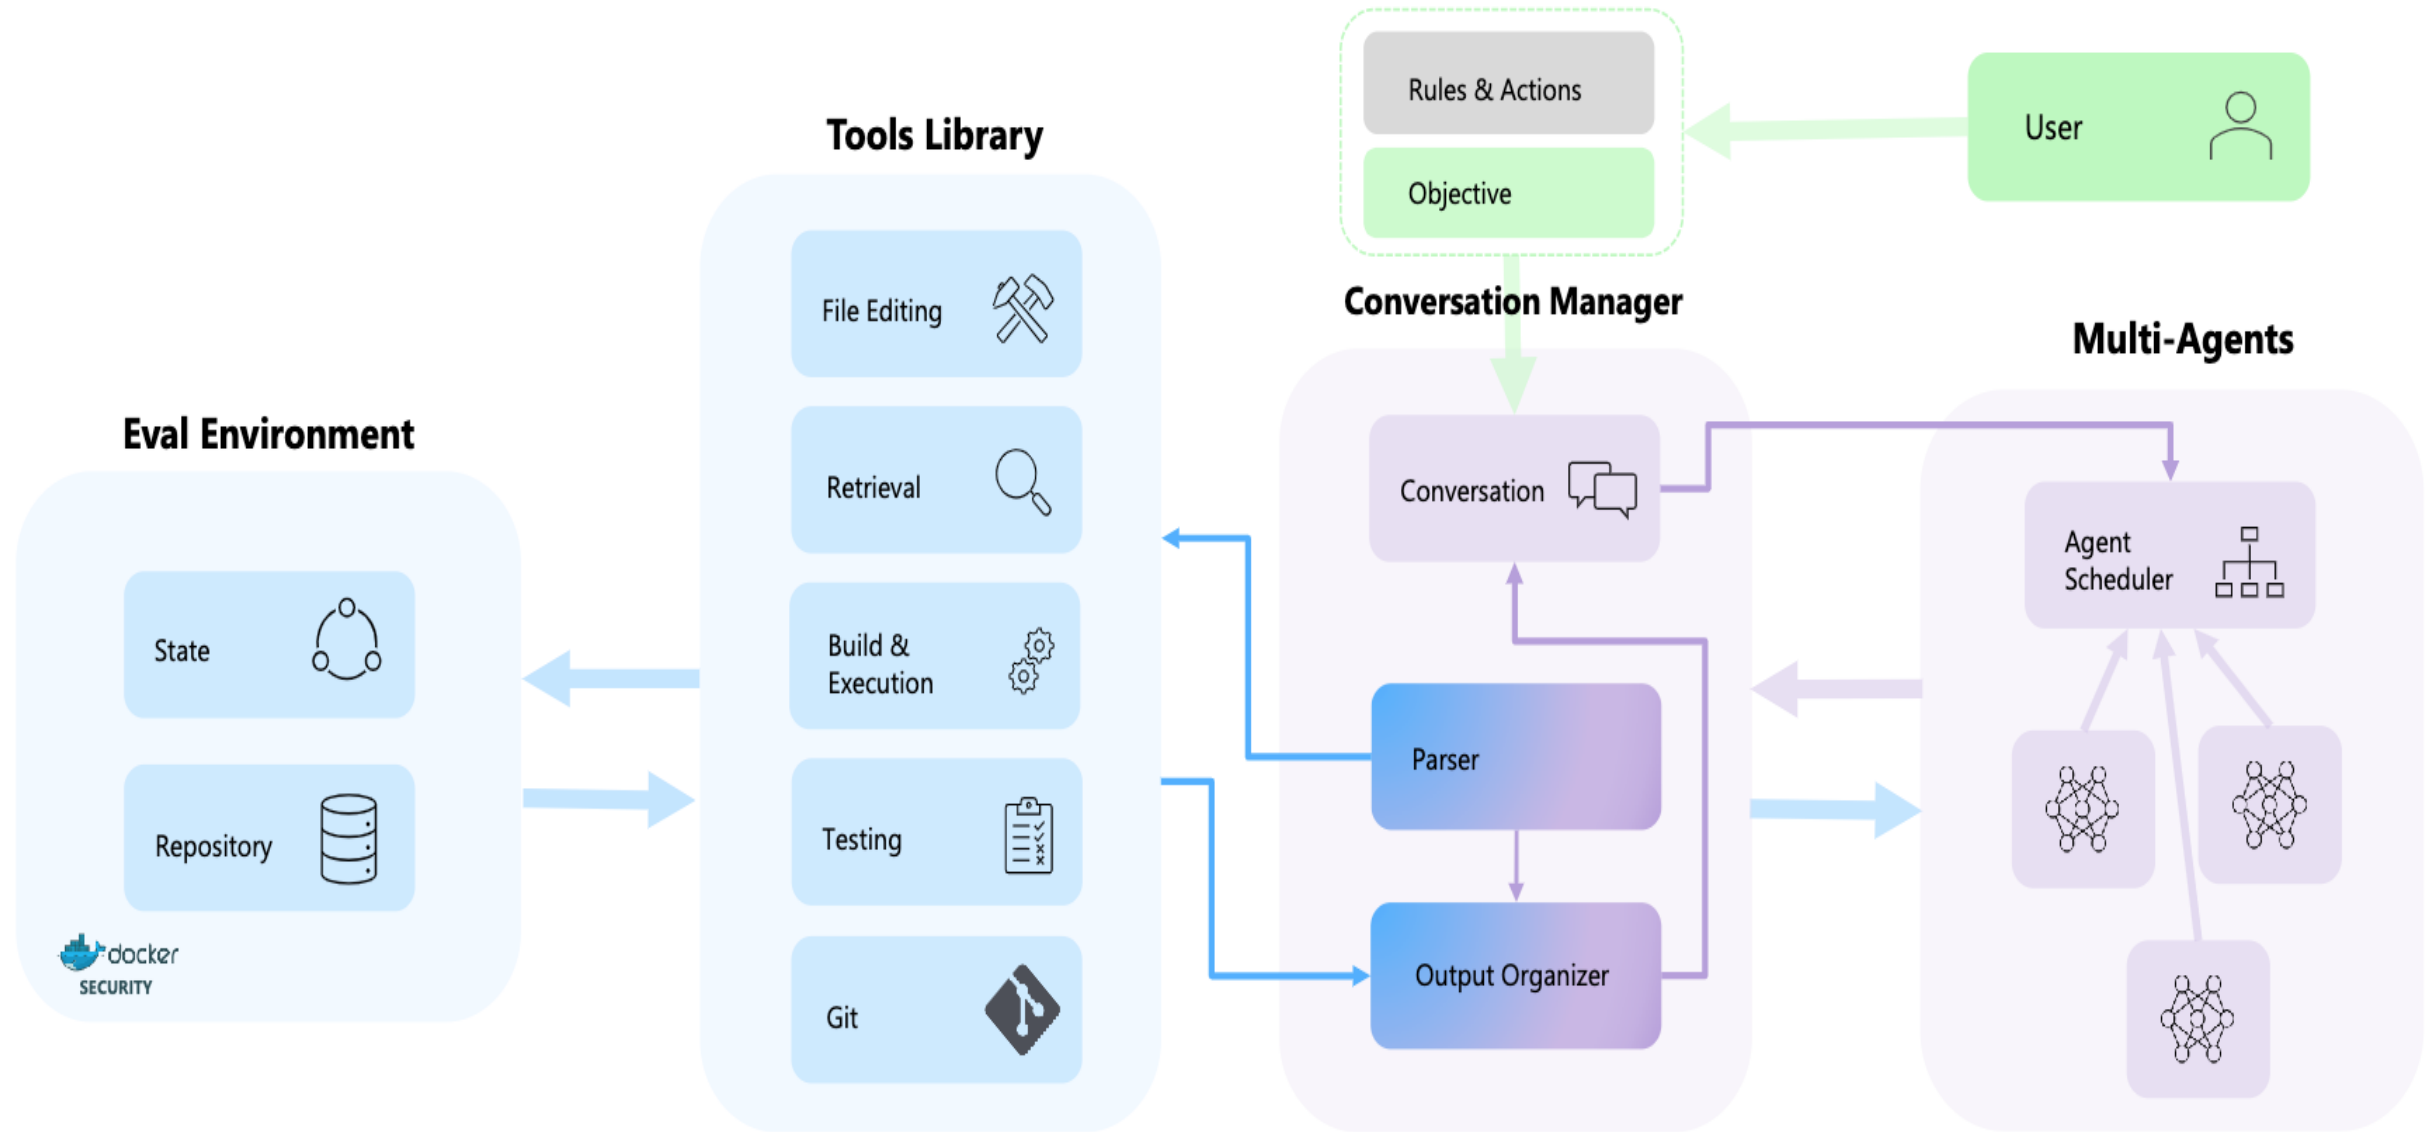 Rules & Actions
Objective
User
Tools Library
File Editing
Retrieval
Build &
Execution
Testing
Git
Conversation Manager
Conversation
Parser
Output Organizer
Multi-Agents
Agent
Scheduler
Eval Environment
State
Repository
docker
SECURITY